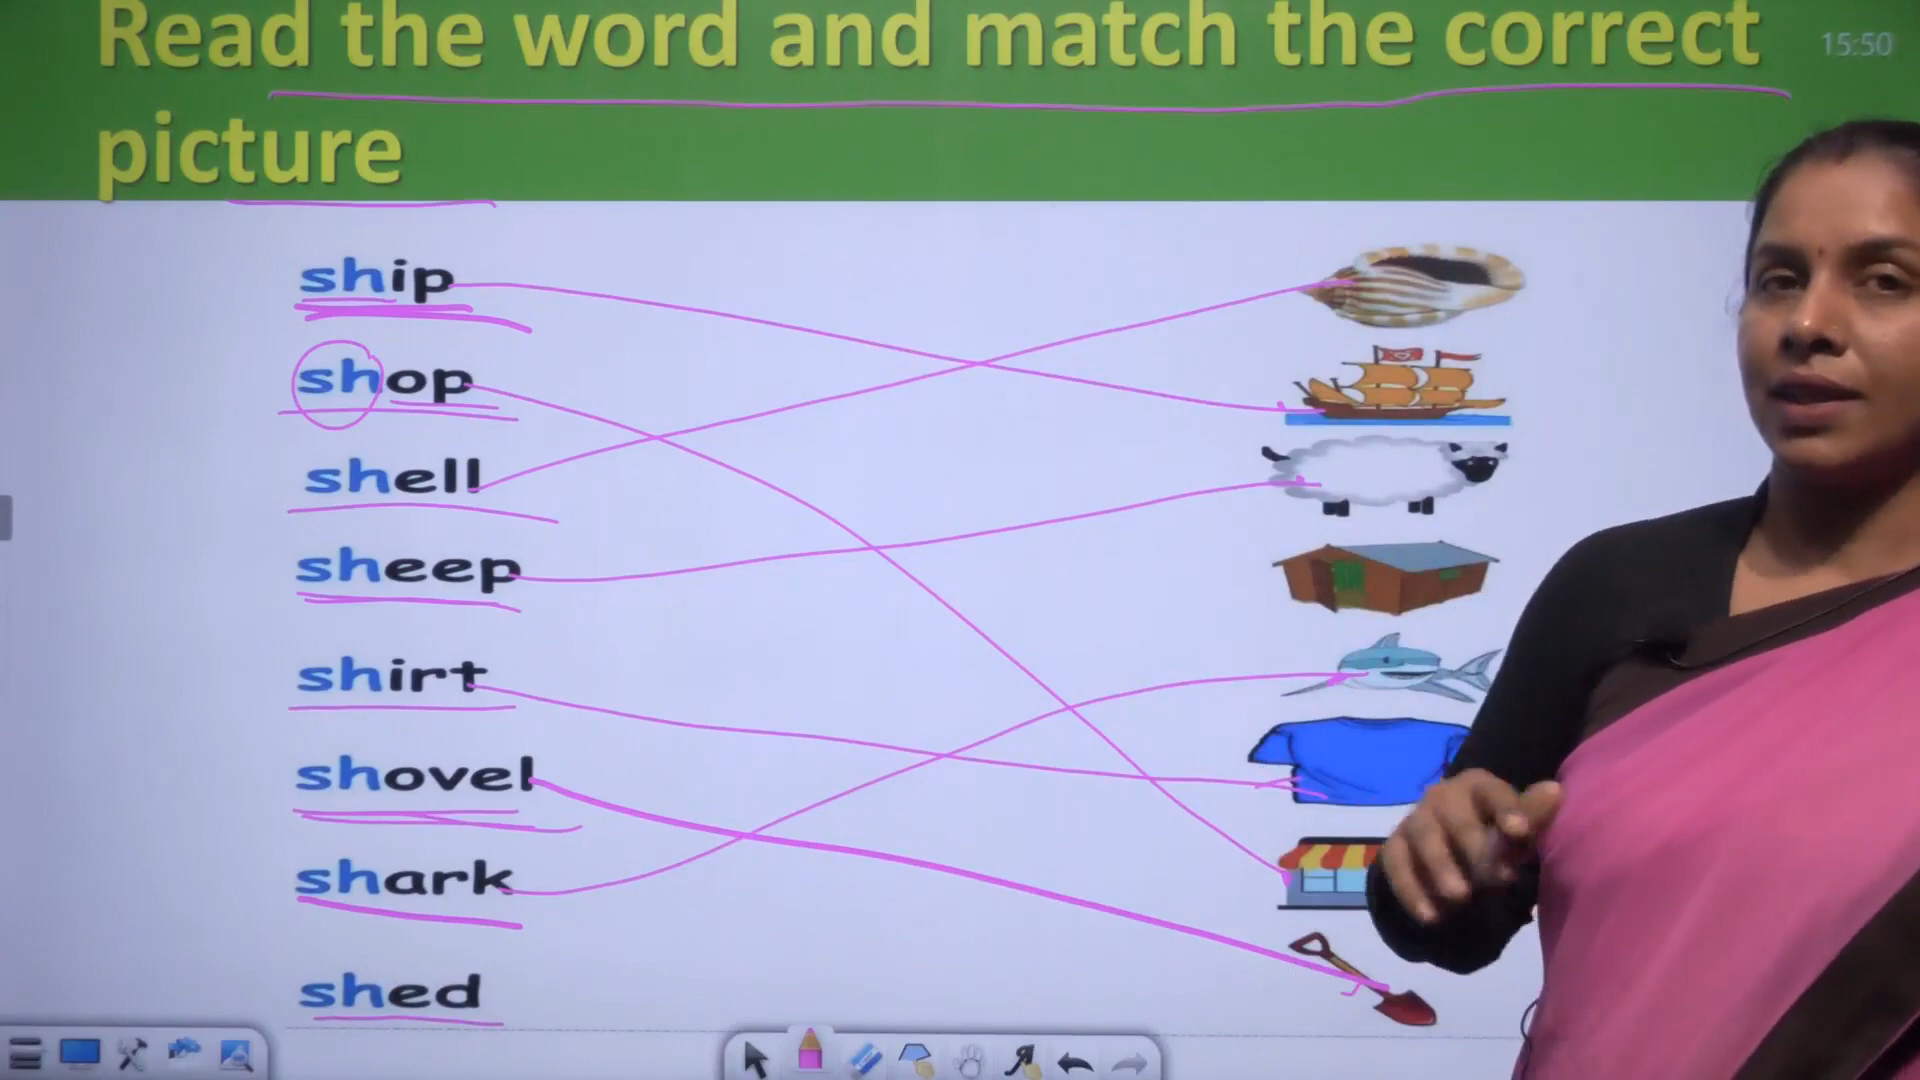 Read the word and match the correct
picture
15:50
ship
shop
shell
sheep
shirt
shovel
shark
shed